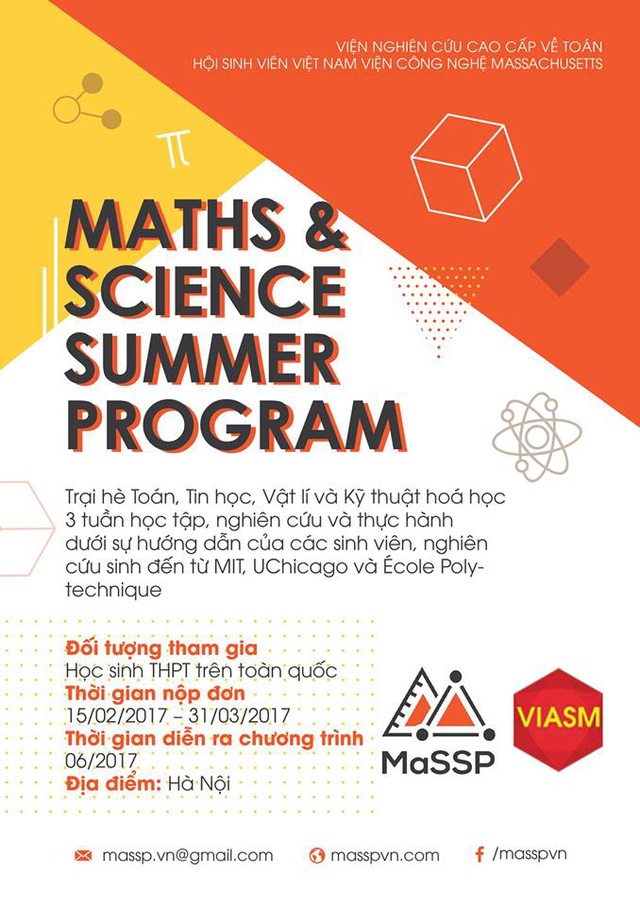 VIỆN NGHIÊN CỨU CAO CẤP VỀ TOÁN
HỘI SINH VIÊN VIỆT NAM VIỆN CÔNG NGHỆ MASSACHUSETTS
π
MATHS &
SCIENCE
SUMMER
PROGRAM
Trại hè Toán, Tin học, Vật lí và Kỹ thuật hoá học
3 tuần học tập, nghiên cứu và thực hành
dưới sự hướng dẫn của các sinh viên, nghiên
cứu sinh đến từ MIT, UChicago và École Poly-
technique
Đối tượng tham gia
Học sinh THPT trên toàn quốc
Thời gian nộp đơn
15/02/2017 – 31/03/2017
Thời gian diễn ra chương trình
06/2017
Địa điểm: Hà Nội
MaSSP
VIASM
massp.vn@gmail.com
masspvn.com
/masspvn